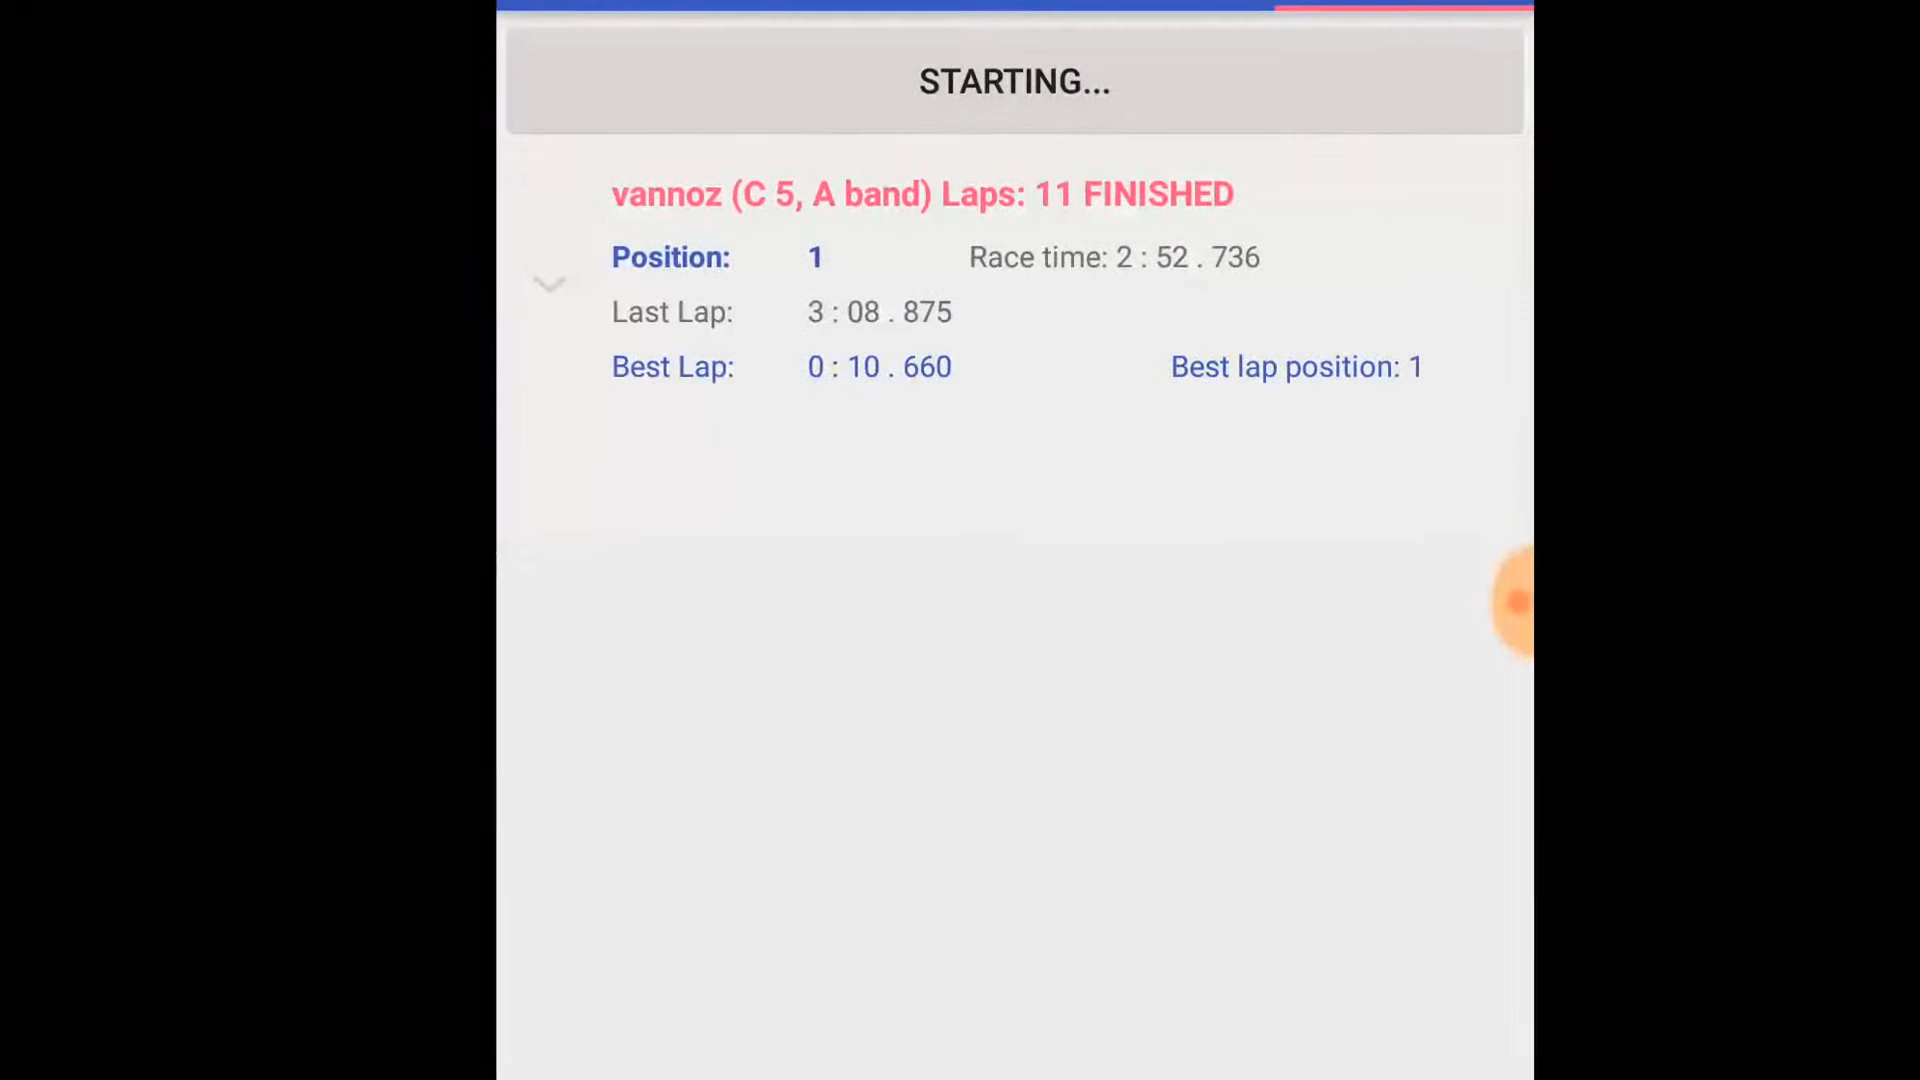 STARTING...
vannoz (C 5, A band) Laps: 11 FINISHED
Position: 1 Race time: 2 : 52 . 736
Last Lap: 3 : 08 . 875
Best Lap: 0 : 10 . 660 Best lap position: 1